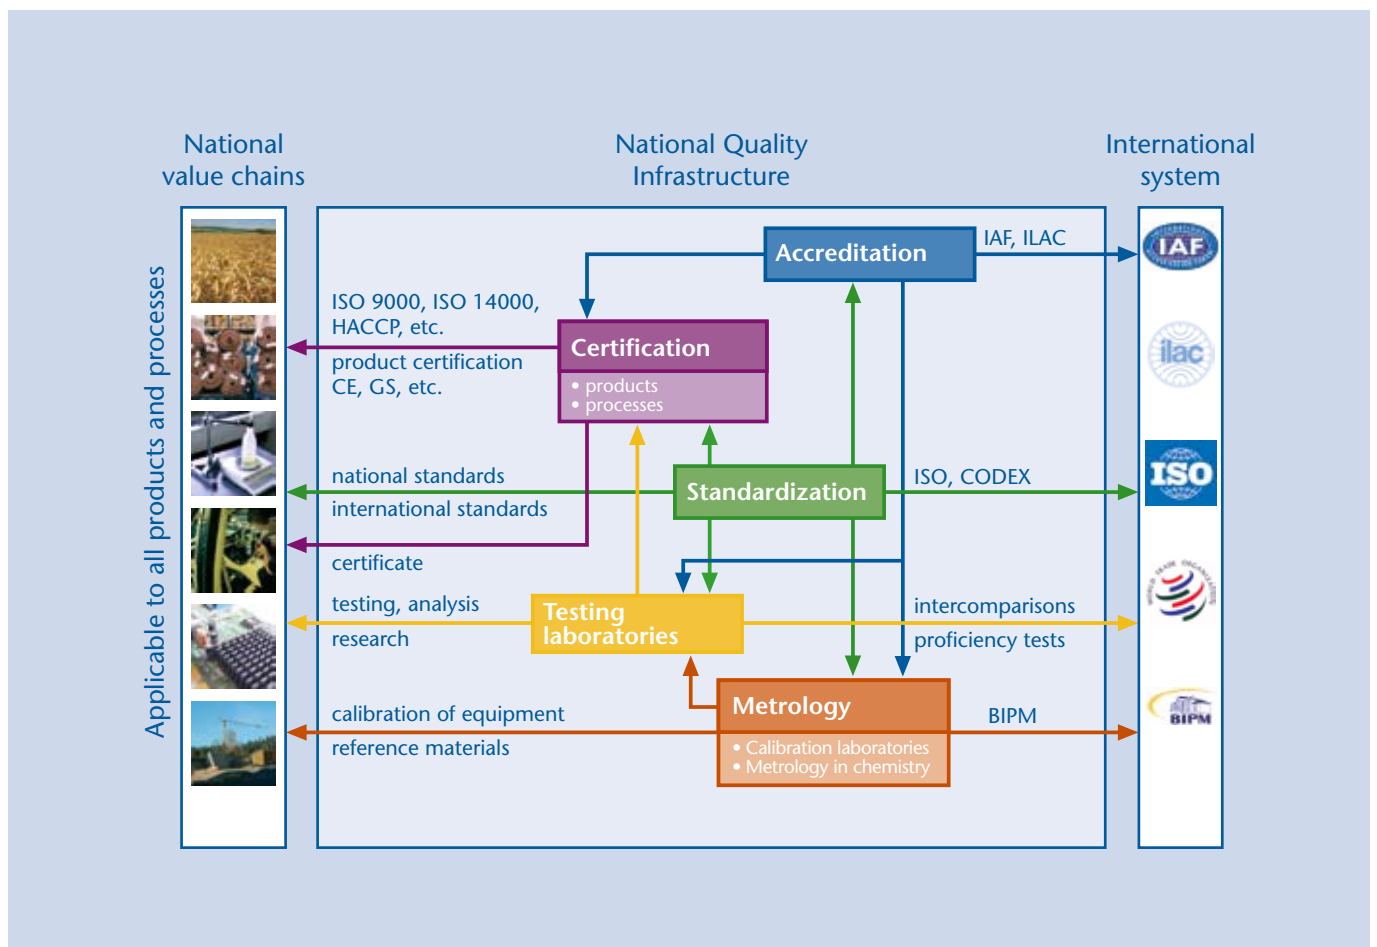 National
value chains
National Quality
Infrastructure
International
system
Applicable to all products and processes
Accreditation
IAF, ILAC
IAF
ISO 9000, ISO 14000,
HACCP, etc.
product certification
CE, GS, etc.
Certification
• products
• processes
ilac
national standards
international standards
Standardization
ISO, CODEX
ISO
certificate
testing, analysis
research
Testing
laboratories
intercomparisons
proficiency tests
WORLD TRADE ORGANIZATION
calibration of equipment
reference materials
Metrology
• Calibration laboratories
• Metrology in chemistry
BIPM
BIPM